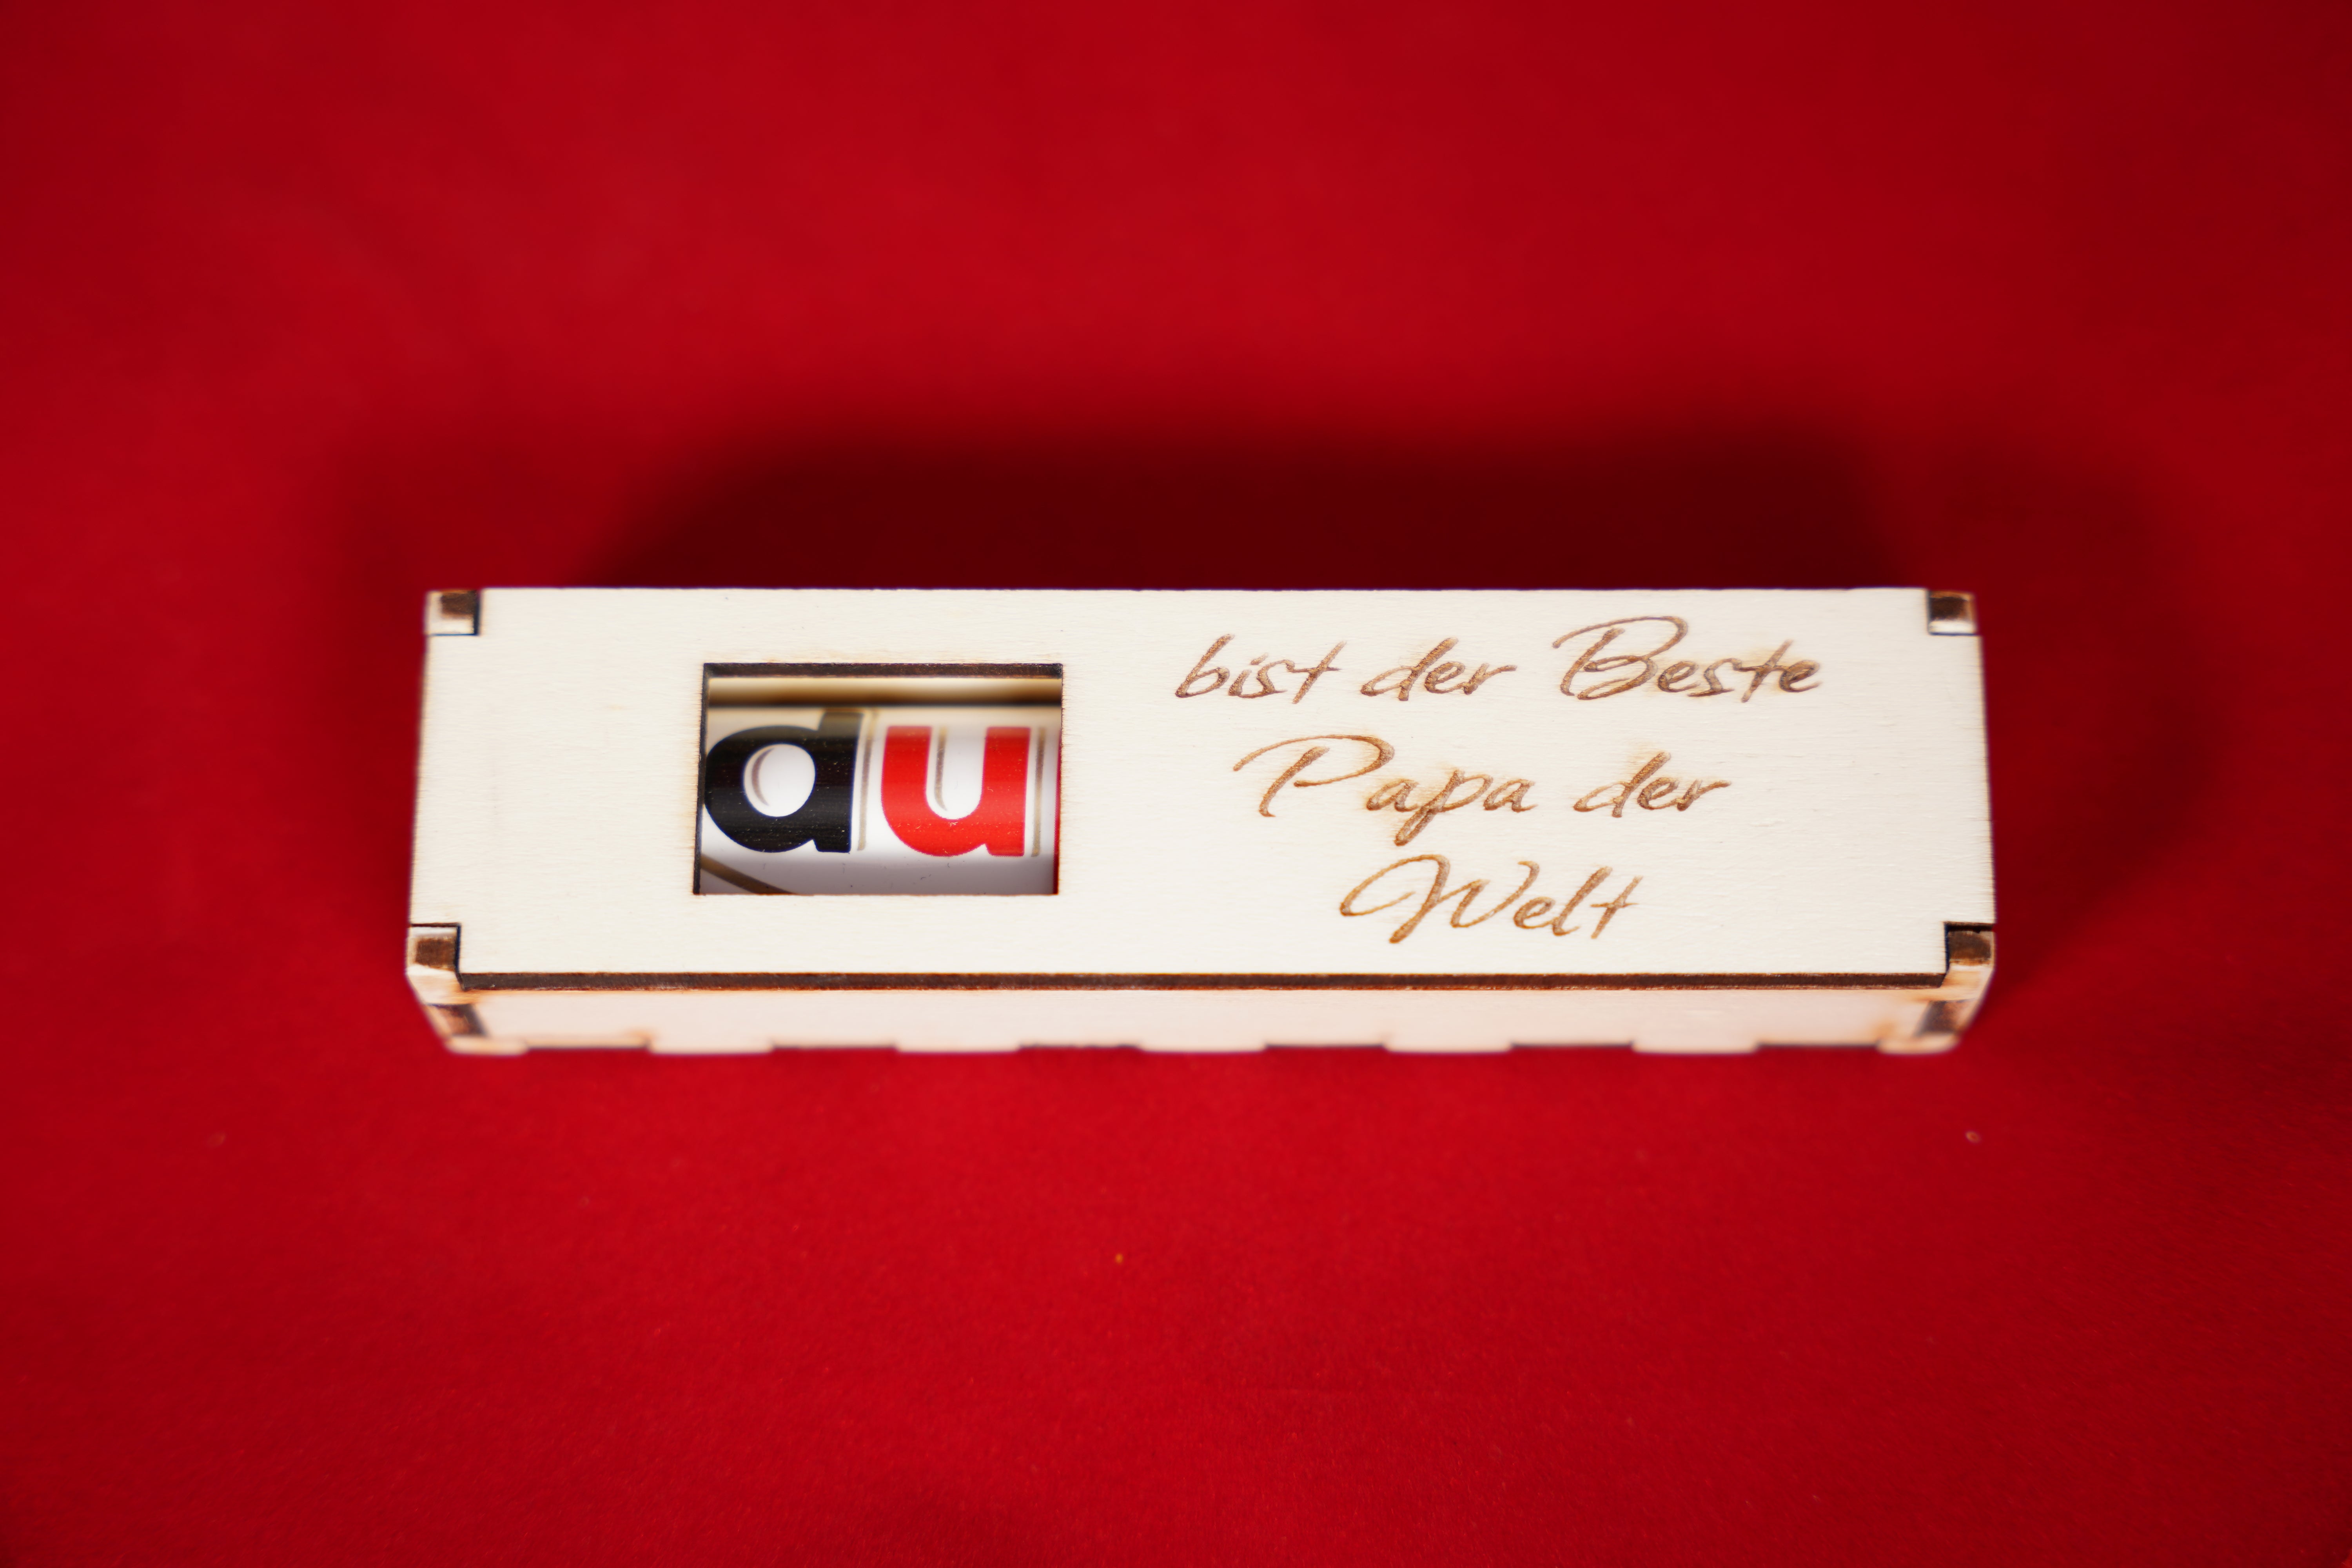 du
bist der Beste
Papa der
Welt